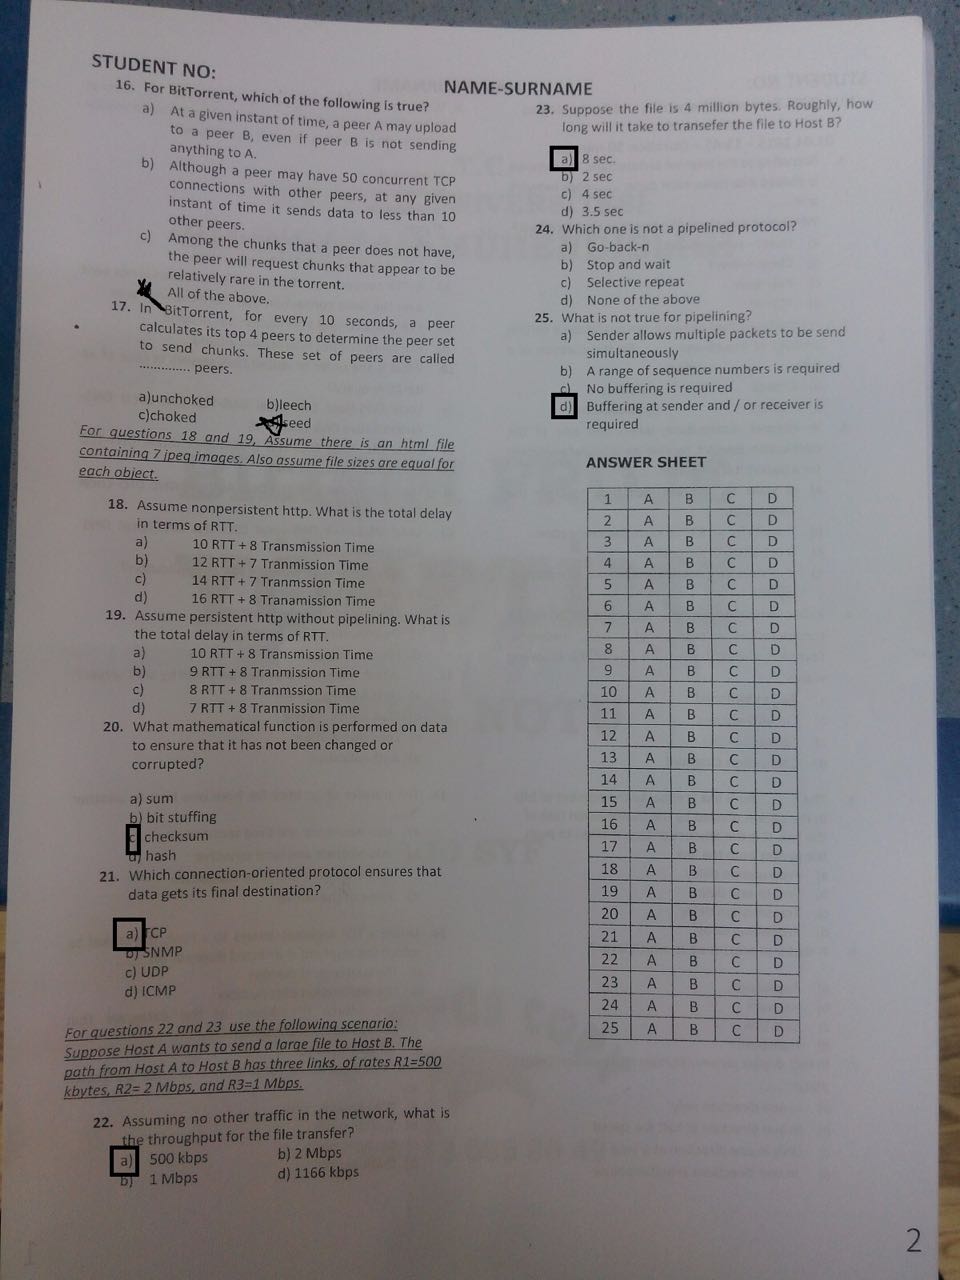 STUDENT NO:
NAME-SURNAME
16. For BitTorrent, which of the following is true?
a) At a given instant of time, a peer A may upload
to a peer B, even if peer B is not sending
anything to A.
b) Although a peer may have 50 concurrent TCP
connections with other peers, at any given
instant of time it sends data to less than 10
other peers.
c) Among the chunks that a peer does not have,
the peer will request chunks that appear to be
relatively rare in the torrent.
All of the above.
17. In BitTorrent, for every 10 seconds, a peer
calculates its top 4 peers to determine the peer set
to send chunks. These set of peers are called
............. peers.
a)unchoked b)leech
c)choked seed
For questions 18 and 19, Assume there is an html file
containing 7 jpeg images. Also assume file sizes are equal for
each object.
18. Assume nonpersistent http. What is the total delay
in terms of RTT.
a) 10 RTT + 8 Transmission Time
b) 12 RTT + 7 Tranmission Time
c) 14 RTT + 7 Tranmssion Time
d) 16 RTT + 8 Tranamission Time
19. Assume persistent http without pipelining. What is
the total delay in terms of RTT.
a) 10 RTT + 8 Transmission Time
b) 9 RTT + 8 Tranmission Time
c) 8 RTT + 8 Tranmssion Time
d) 7 RTT + 8 Tranmission Time
20. What mathematical function is performed on data
to ensure that it has not been changed or
corrupted?
a) sum
b) bit stuffing
c checksum
d) hash
21. Which connection-oriented protocol ensures that
data gets its final destination?
a) TCP
b) SNMP
c) UDP
d) ICMP
For questions 22 and 23 use the following scenario:
Suppose Host A wants to send a large file to Host B. The
path from Host A to Host B has three links, of rates R1=500
kbytes, R2= 2 Mbps, and R3=1 Mbps.
22. Assuming no other traffic in the network, what is
the throughput for the file transfer?
a) 500 kbps b) 2 Mbps
b) 1 Mbps d) 1166 kbps
23. Suppose the file is 4 million bytes. Roughly, how
long will it take to transefer the file to Host B?
a) 8 sec.
b) 2 sec
c) 4 sec
d) 3.5 sec
24. Which one is not a pipelined protocol?
a) Go-back-n
b) Stop and wait
c) Selective repeat
d) None of the above
25. What is not true for pipelining?
a) Sender allows multiple packets to be send
simultaneously
b) A range of sequence numbers is required
c) No buffering is required
d) Buffering at sender and / or receiver is
required
ANSWER SHEET
1 A B C D
2 A B C D
3 A B C D
4 A B C D
5 A B C D
6 A B C D
7 A B C D
8 A B C D
9 A B C D
10 A B C D
11 A B C D
12 A B C D
13 A B C D
14 A B C D
15 A B C D
16 A B C D
17 A B C D
18 A B C D
19 A B C D
20 A B C D
21 A B C D
22 A B C D
23 A B C D
24 A B C D
25 A B C D
2